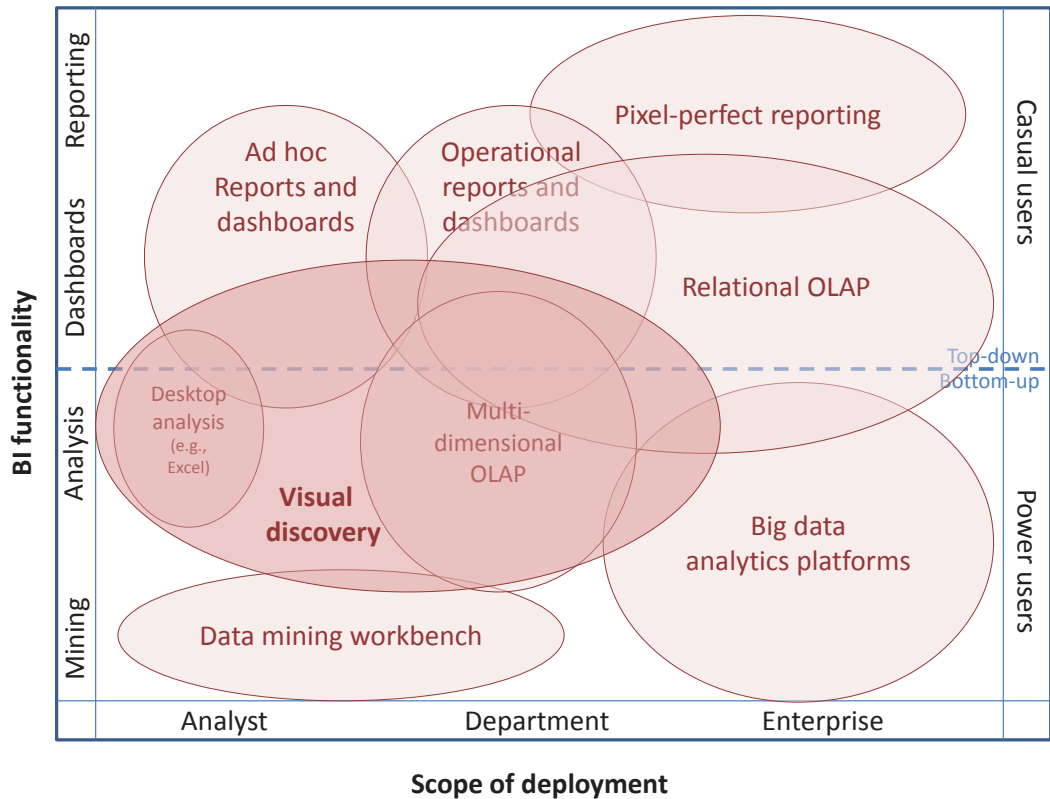 Reporting
Dashboards
Analysis
Mining
BI functionality
Pixel-perfect reporting
Ad hoc
Reports and
dashboards
Operational
reports and
dashboards
Relational OLAP
Casual users
Top-down
Bottom-up
Desktop
analysis
(e.g.,
Excel)
Multi-
dimensional
OLAP
Visual
discovery
Big data
analytics platforms
Power users
Data mining workbench
Analyst
Department
Enterprise
Scope of deployment